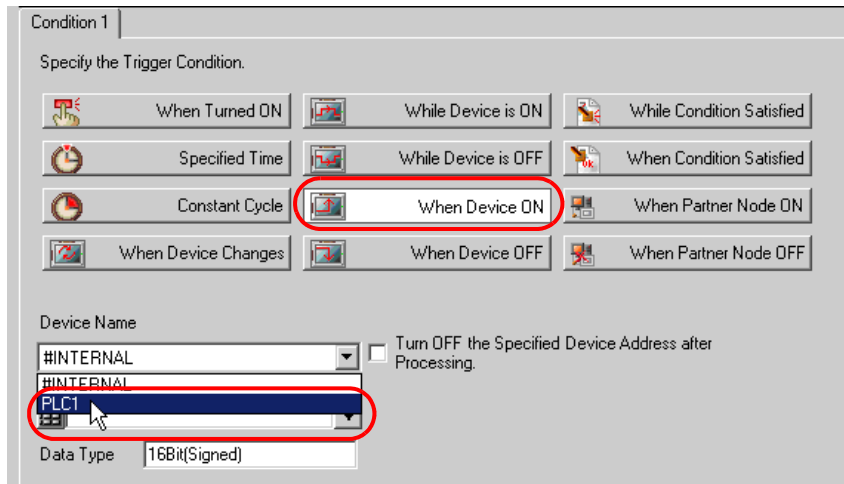 Condition 1
Specify the Trigger Condition.
When Turned ON
While Device is ON
While Condition Satisfied
Specified Time
While Device is OFF
When Condition Satisfied
Constant Cycle
When Device ON
When Partner Node ON
When Device Changes
When Device OFF
When Partner Node OFF
Device Name
#INTERNAL
Turn OFF the Specified Device Address after
Processing.
#INTERNAL
PLC1
Data Type
16Bit(Signed)